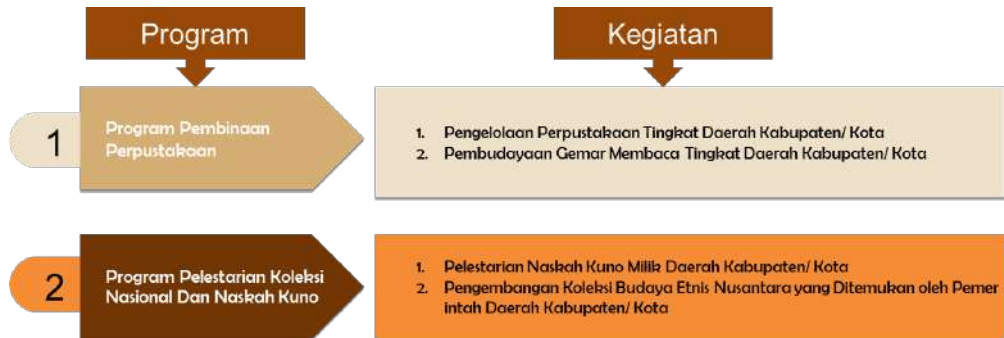 Program
Kegiatan
1
Program Pembinaan
Perpustakaan
1. Pengelolaan Perpustakaan Tingkat Daerah Kabupaten/ Kota
2. Pembudayaan Gemar Membaca Tingkat Daerah Kabupaten/ Kota
2
Program Pelestarian Koleksi
Nasional Dan Naskah Kuno
1. Pelestarian Naskah Kuno Milik Daerah Kabupaten/ Kota
2. Pengembangan Koleksi Budaya Etnis Nusantara yang Ditemukan oleh Pemer
intah Daerah Kabupaten/ Kota